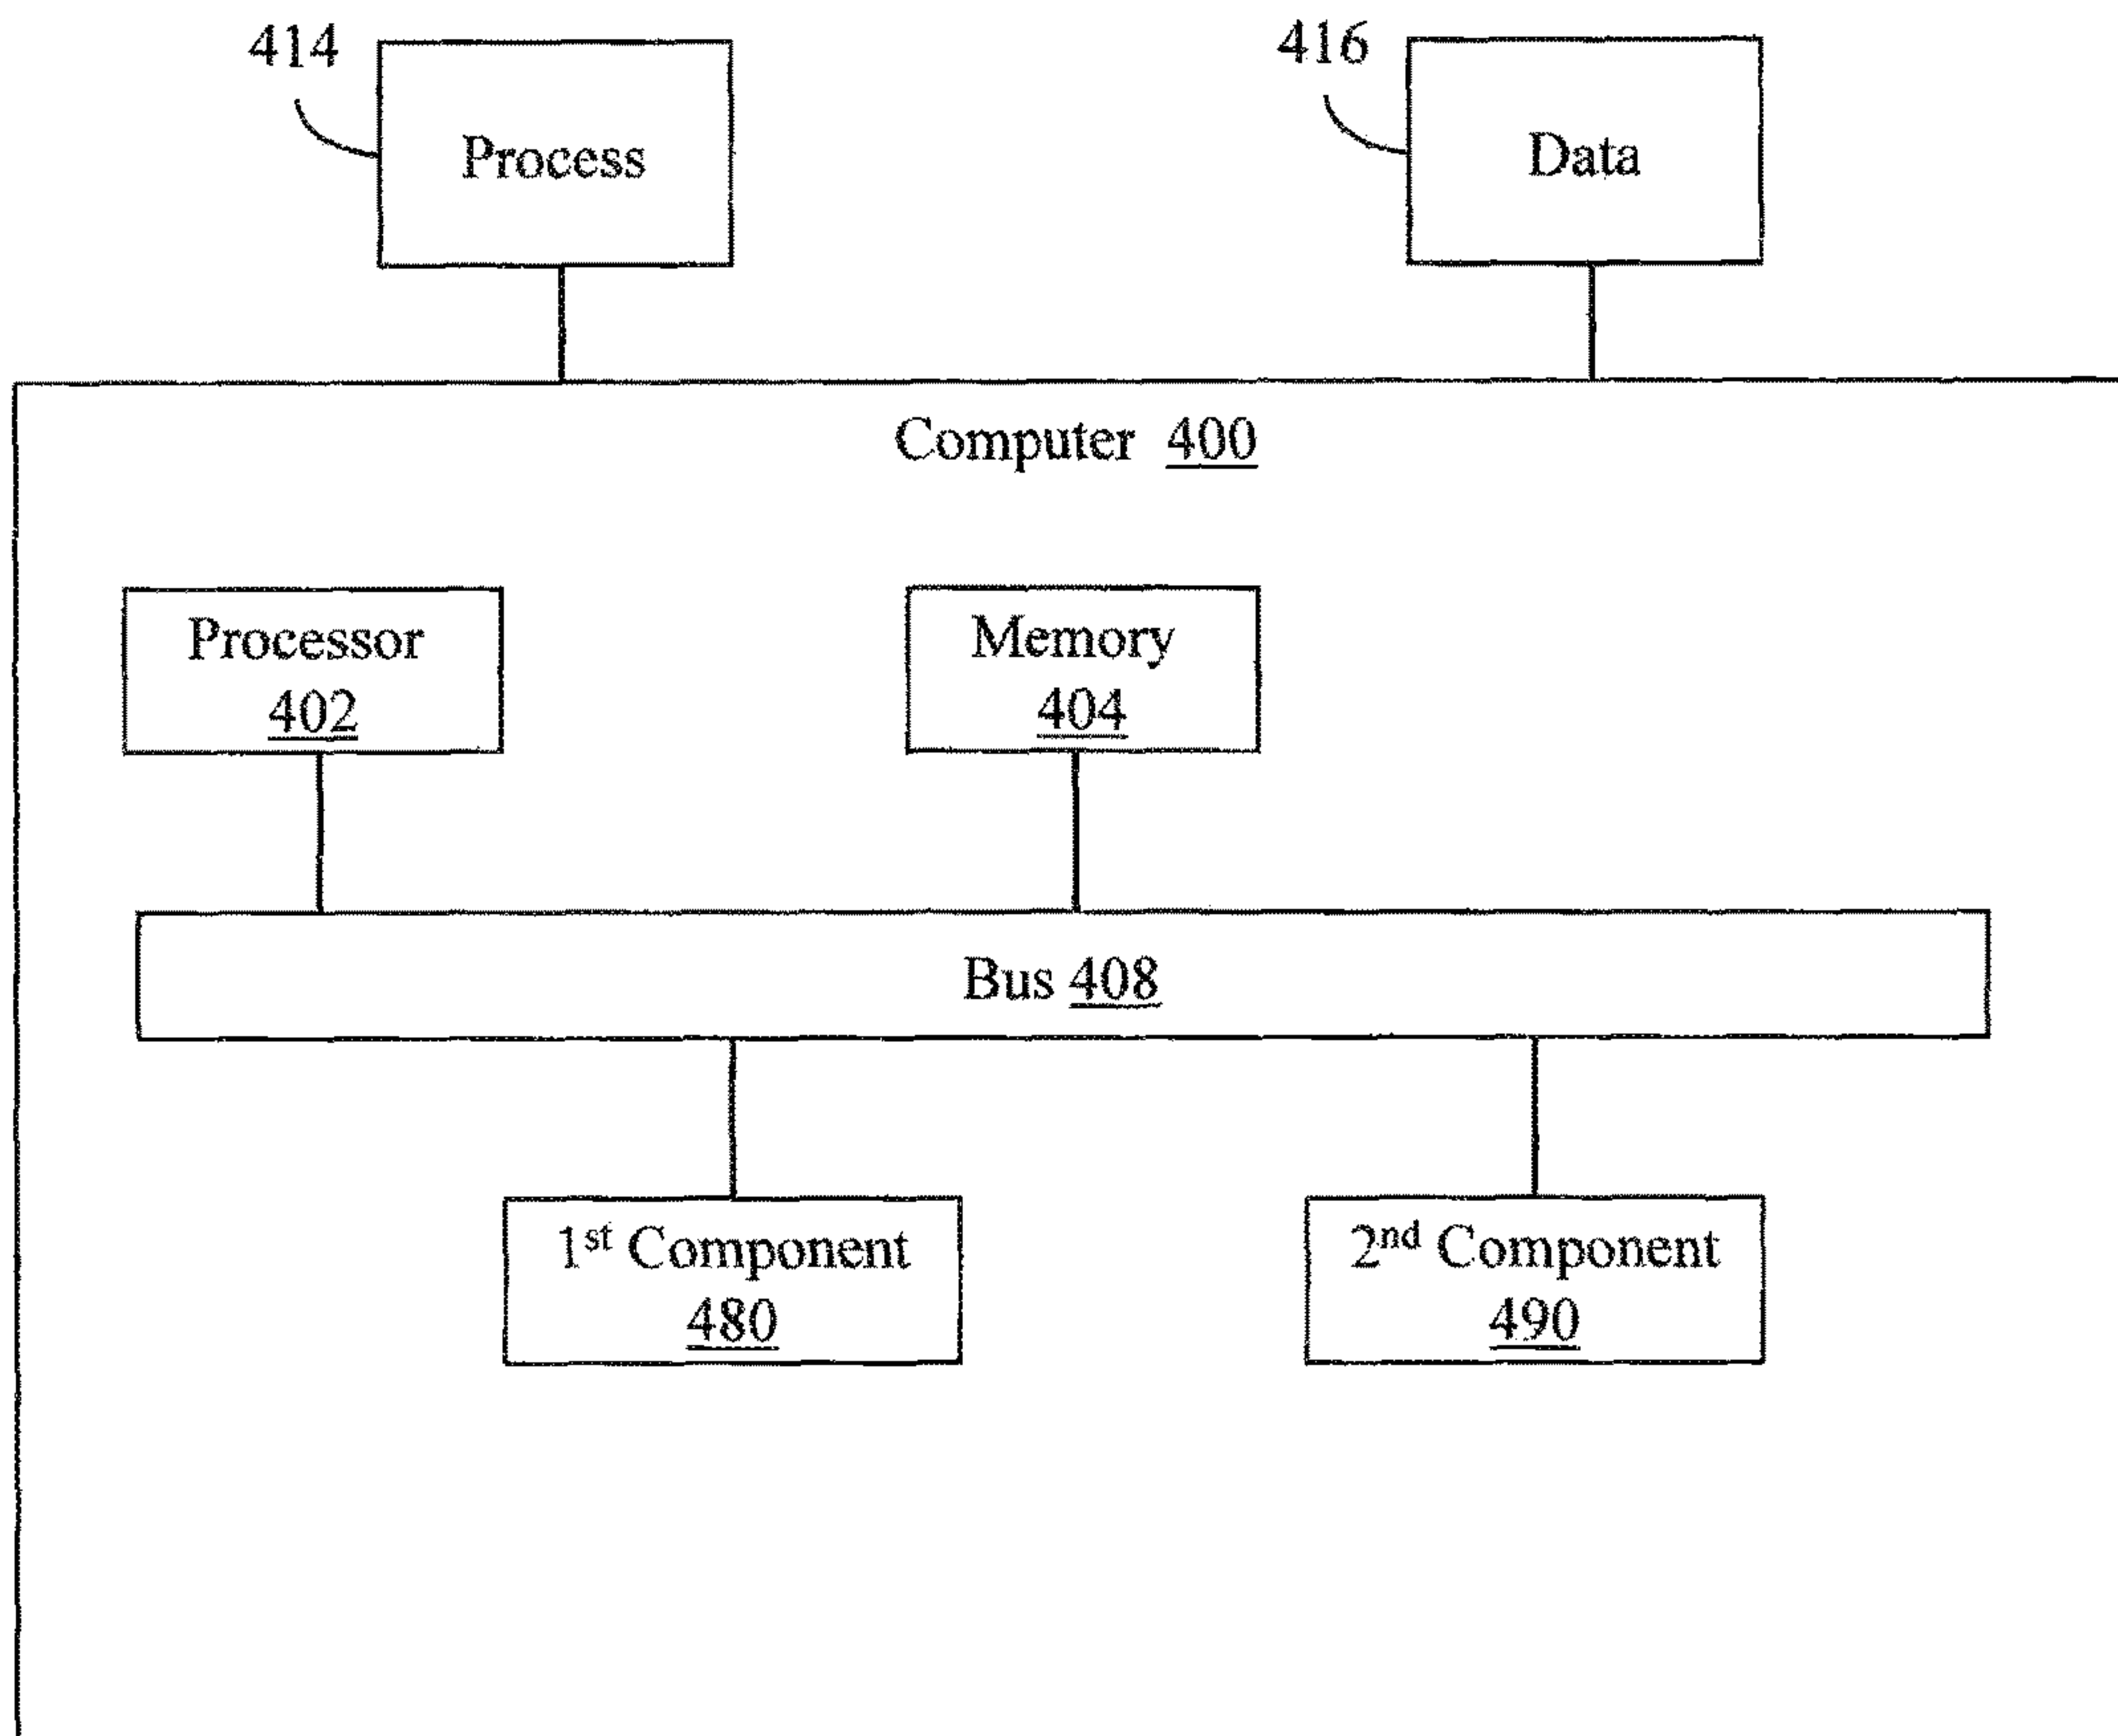 414
416
Process
Data
Computer 400
Processor
402
Memory
404
Bus 408
1st Component
480
2nd Component
490